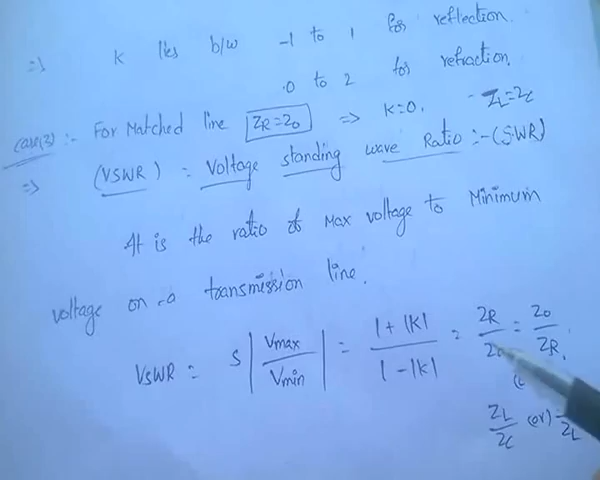 =) K lies b/w -1 to 1 for reflection.
0 to 2 for refraction.
Case(3) :- For Matched line ZR=Z0 => K=0. - ZL=Zc
=) (VSWR) = Voltage standing wave Ratio :- (SWR)
It is the ratio of Max voltage to Minimum
voltage on a transmission line.
VSWR = S |Vmax/Vmin| = 1+|K| / 1-|K| = ZR/Z0 = Z0/ZR.
ZL/Zc (or) /ZL